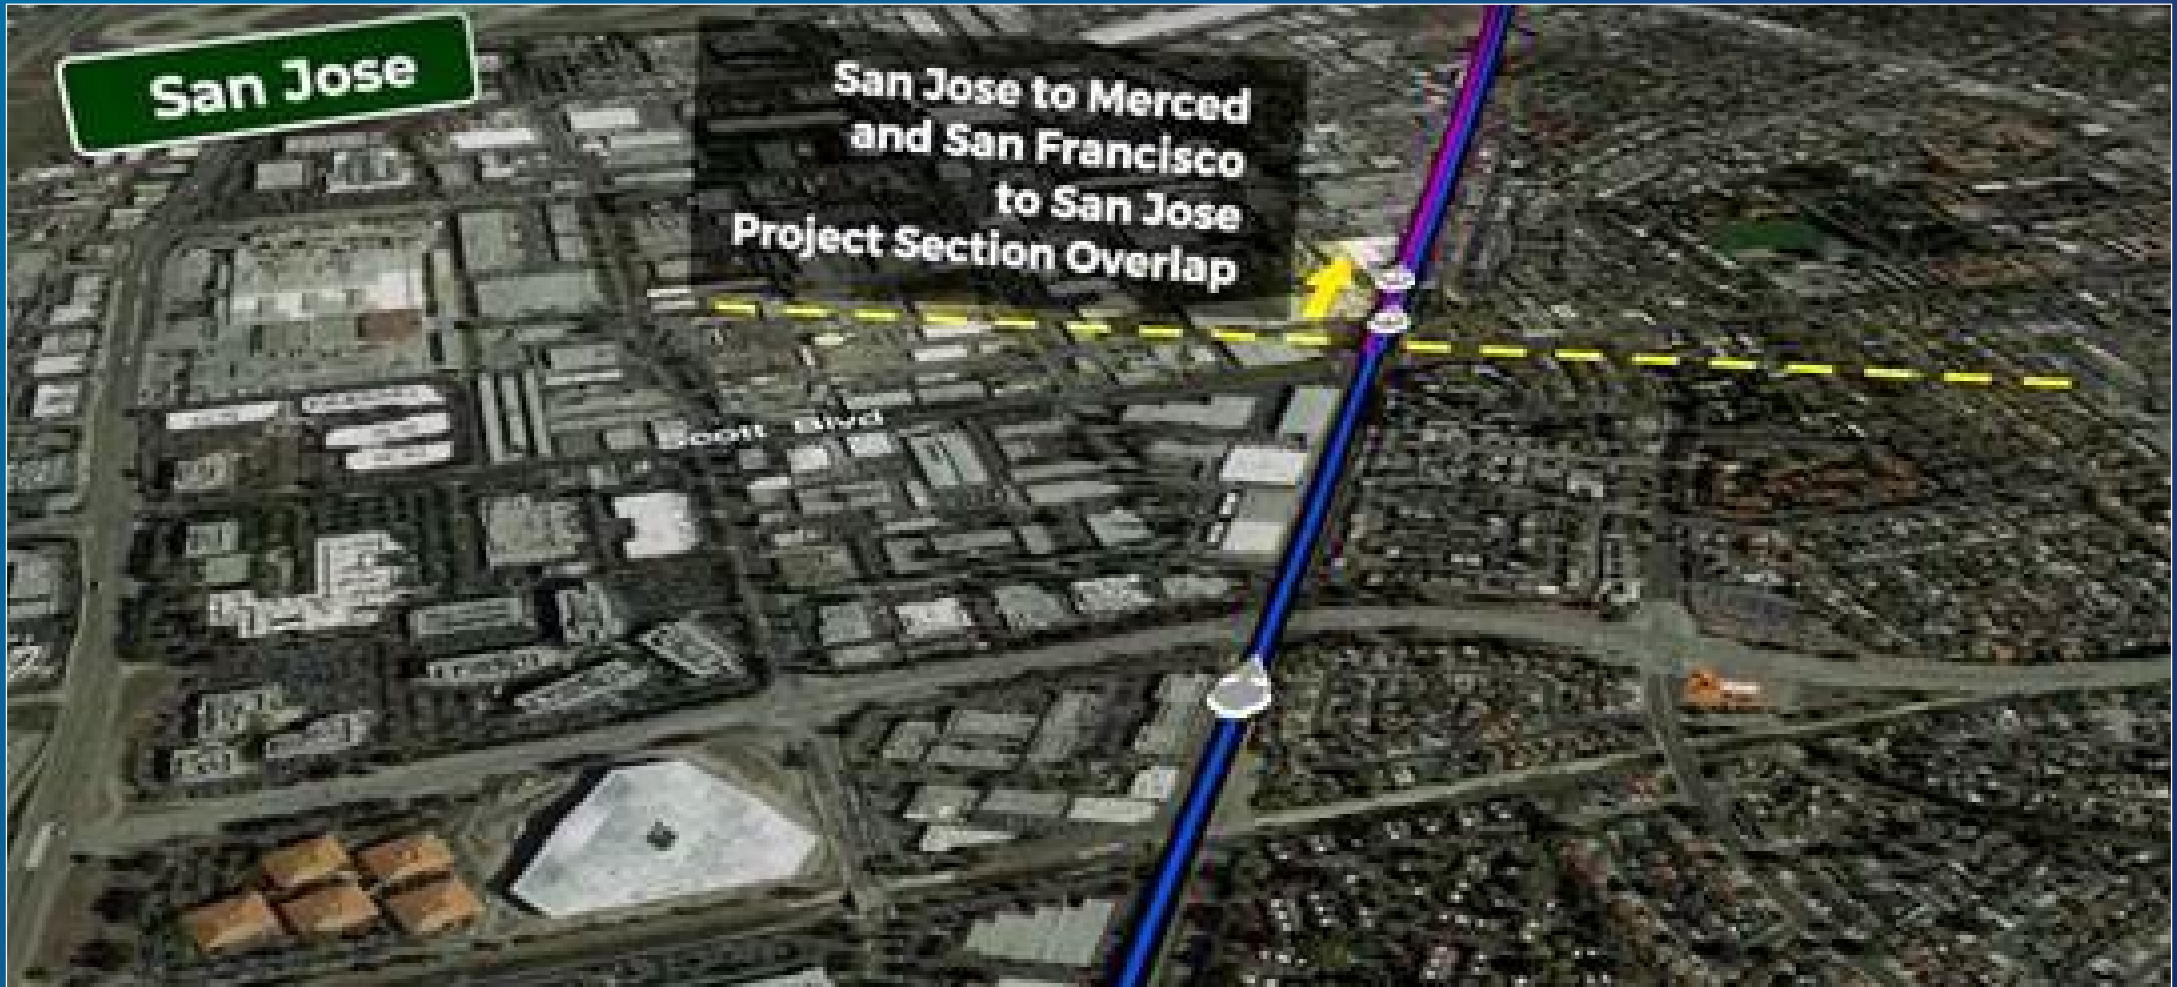 San Jose
San Jose to Merced
and San Francisco
to San Jose
Project Section Overlap
Scott Blvd